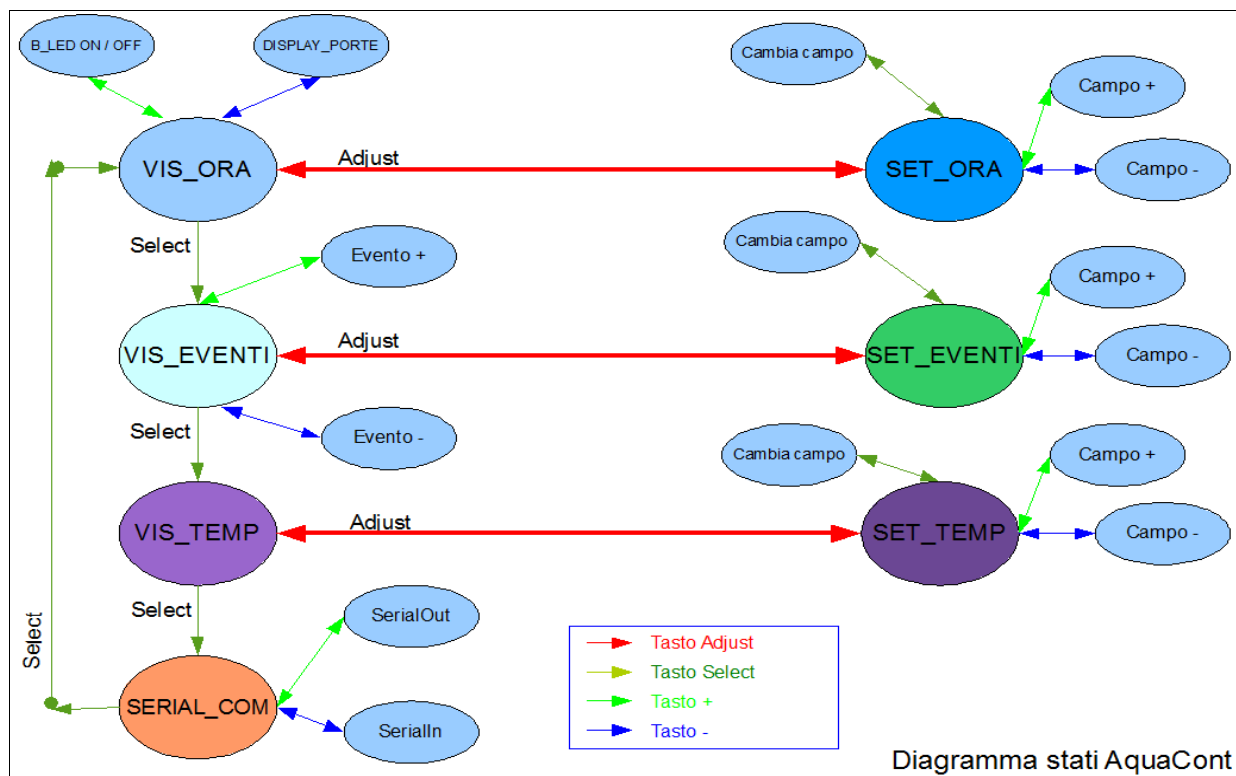 B_LED ON / OFF
DISPLAY_PORTE
Cambia campo
Campo +
VIS_ORA
Adjust
SET_ORA
Campo -
Select
Evento +
Cambia campo
Campo +
VIS_EVENTI
Adjust
SET_EVENTI
Campo -
Select
Evento -
Cambia campo
Campo +
VIS_TEMP
Adjust
SET_TEMP
Campo -
Select
Select
SerialOut
SERIAL_COM
SerialIn
Tasto Adjust
Tasto Select
Tasto +
Tasto -
Diagramma stati AquaCont